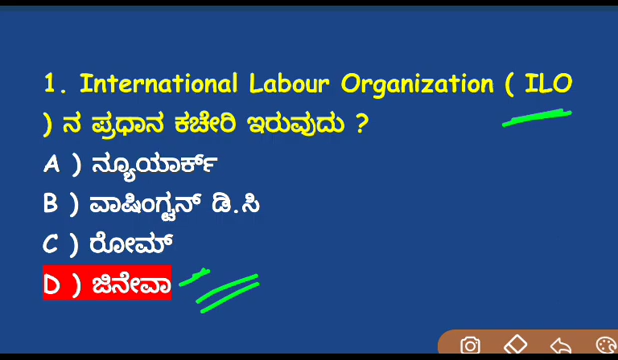 1. International Labour Organization ( ILO
) ನ ಪ್ರಧಾನ ಕಚೇರಿ ಇರುವುದು ?
A ) ನ್ಯೂಯಾರ್ಕ್
B ) ವಾಷಿಂಗ್ಟನ್ ಡಿ.ಸಿ
C ) ರೋಮ್
D ) ಜಿನೇವಾ